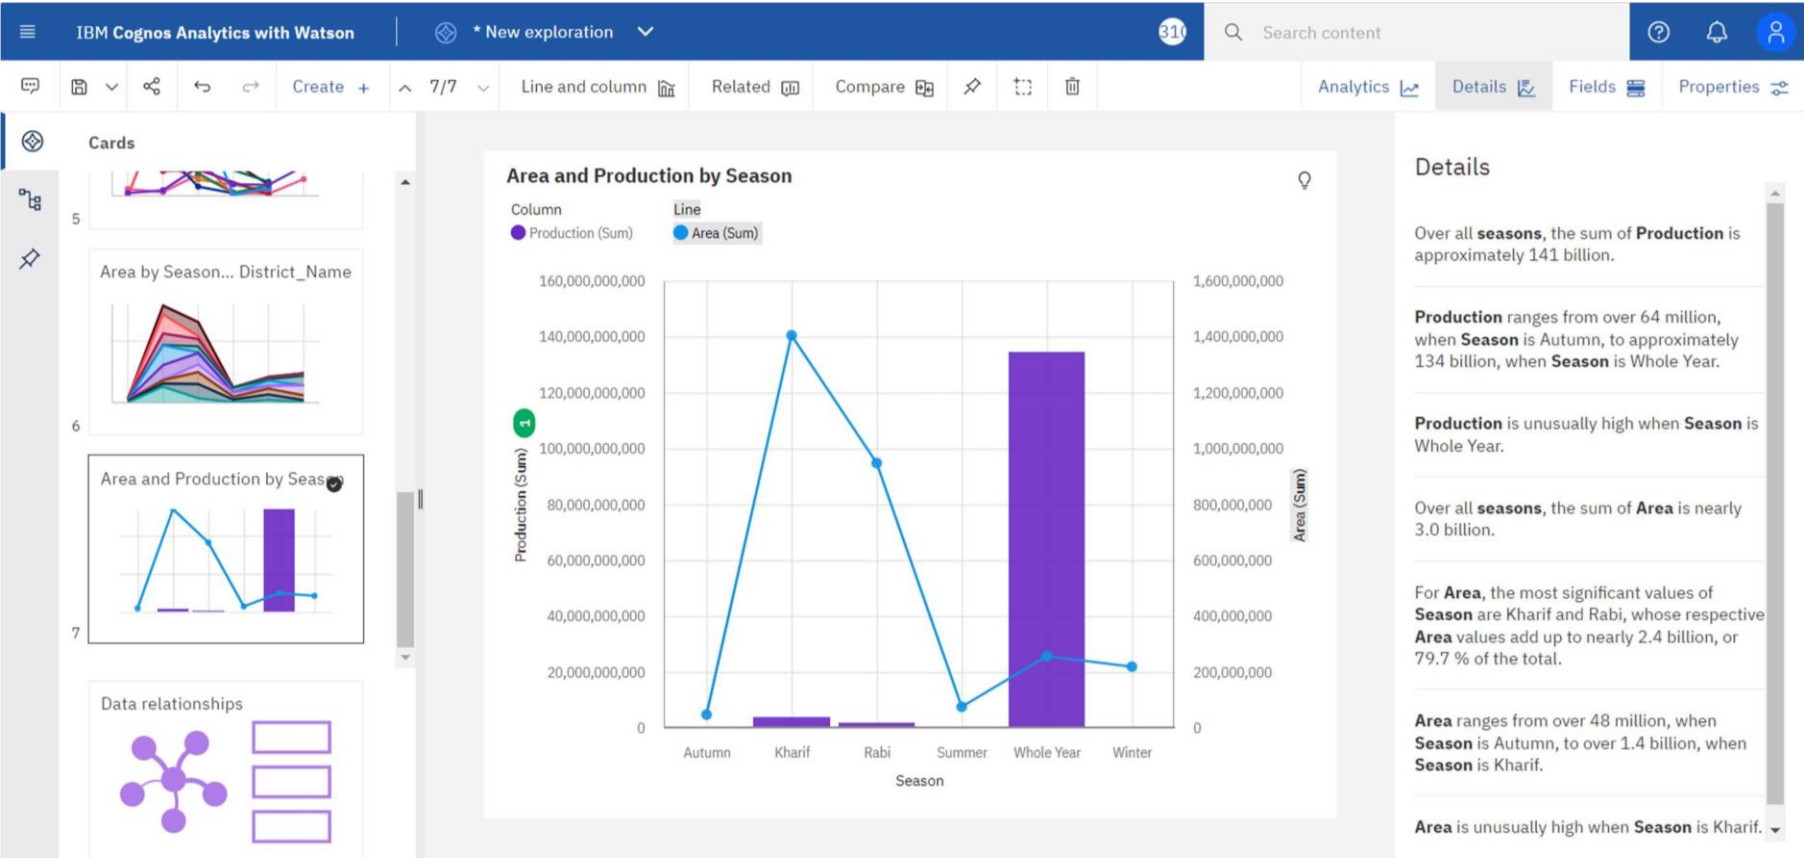 IBM Cognos Analytics with Watson
* New exploration
310
Search content
Create +
7/7
Line and column
Related
Compare
Analytics
Details
Fields
Properties
Cards
5
Area by Season... District_Name
6
Area and Production by Season
7
Data relationships
Area and Production by Season
Column
Production (Sum)
Line
Area (Sum)
160,000,000,000
140,000,000,000
120,000,000,000
100,000,000,000
80,000,000,000
60,000,000,000
40,000,000,000
20,000,000,000
0
1
Production (Sum)
1,600,000,000
1,400,000,000
1,200,000,000
1,000,000,000
800,000,000
600,000,000
400,000,000
200,000,000
0
Area (Sum)
Autumn
Kharif
Rabi
Summer
Whole Year
Winter
Season
Details
Over all seasons, the sum of Production is
approximately 141 billion.
Production ranges from over 64 million,
when Season is Autumn, to approximately
134 billion, when Season is Whole Year.
Production is unusually high when Season is
Whole Year.
Over all seasons, the sum of Area is nearly
3.0 billion.
For Area, the most significant values of
Season are Kharif and Rabi, whose respective
Area values add up to nearly 2.4 billion, or
79.7 % of the total.
Area ranges from over 48 million, when
Season is Autumn, to over 1.4 billion, when
Season is Kharif.
Area is unusually high when Season is Kharif.